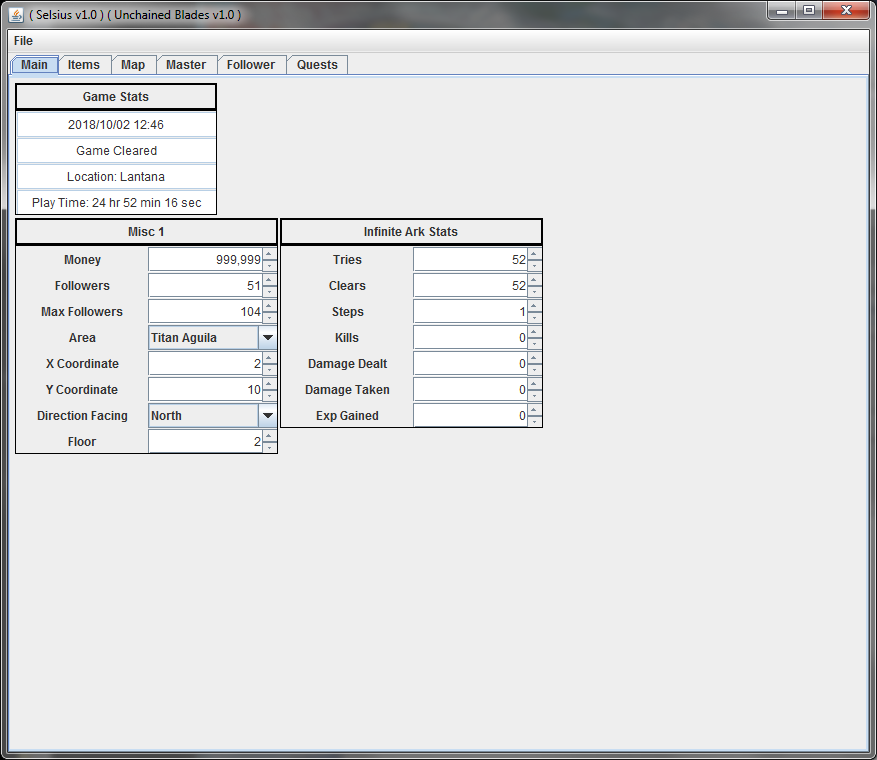 ( Selsius v1.0 ) ( Unchained Blades v1.0 )
File
Main Items Map Master Follower Quests
Game Stats
2018/10/02 12:46
Game Cleared
Location: Lantana
Play Time: 24 hr 52 min 16 sec
Misc 1
Money 999,999
Followers 51
Max Followers 104
Area Titan Aguila
X Coordinate 2
Y Coordinate 10
Direction Facing North
Floor 2
Infinite Ark Stats
Tries 52
Clears 52
Steps 1
Kills 0
Damage Dealt 0
Damage Taken 0
Exp Gained 0